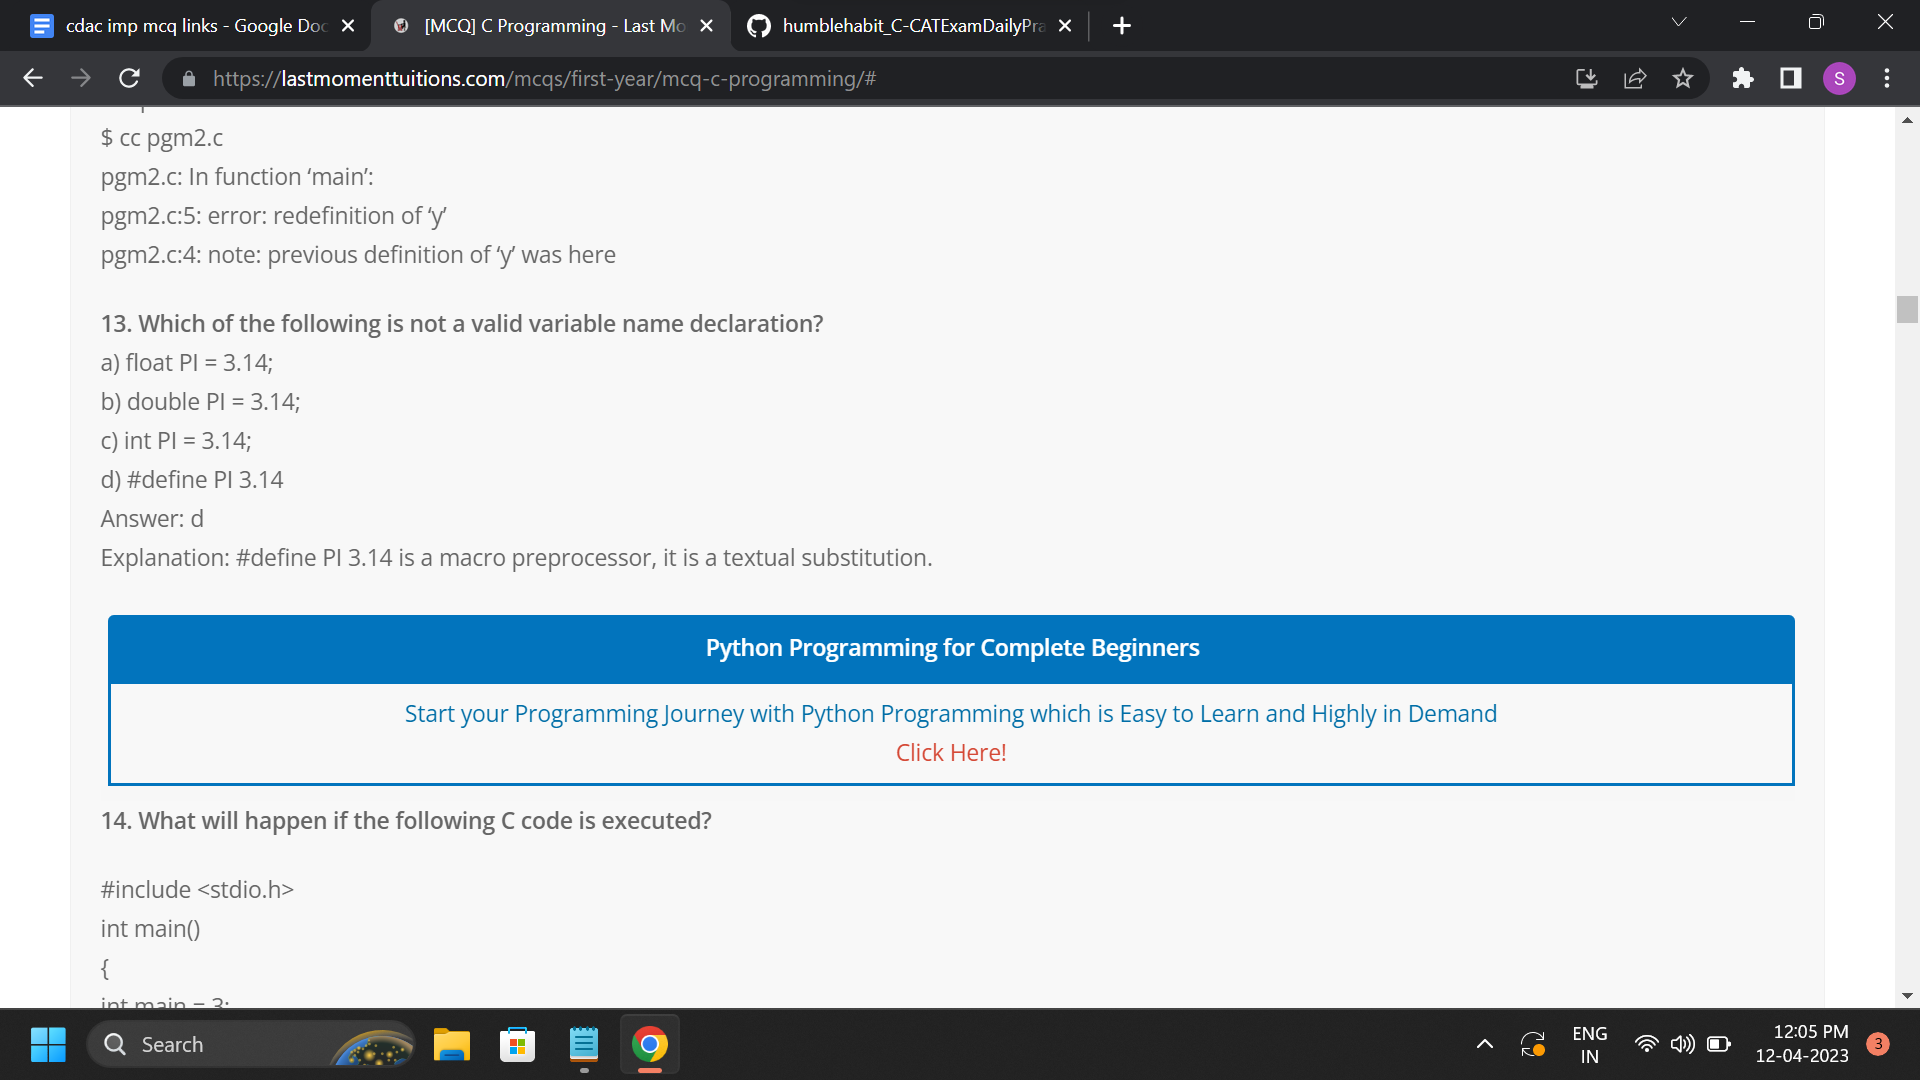 cdac imp mcq links - Google Doc
[MCQ] C Programming - Last Mo
humblehabit_C-CATExamDailyPra
https://lastmomenttuitions.com/mcqs/first-year/mcq-c-programming/#
S
$ cc pgm2.c
pgm2.c: In function ‘main’:
pgm2.c:5: error: redefinition of ‘y’
pgm2.c:4: note: previous definition of ‘y’ was here
13. Which of the following is not a valid variable name declaration?
a) float PI = 3.14;
b) double PI = 3.14;
c) int PI = 3.14;
d) #define PI 3.14
Answer: d
Explanation: #define PI 3.14 is a macro preprocessor, it is a textual substitution.
Python Programming for Complete Beginners
Start your Programming Journey with Python Programming which is Easy to Learn and Highly in Demand
Click Here!
14. What will happen if the following C code is executed?
#include <stdio.h>
int main()
{
int main = 3;
Search
ENG
IN
12:05 PM
12-04-2023
3